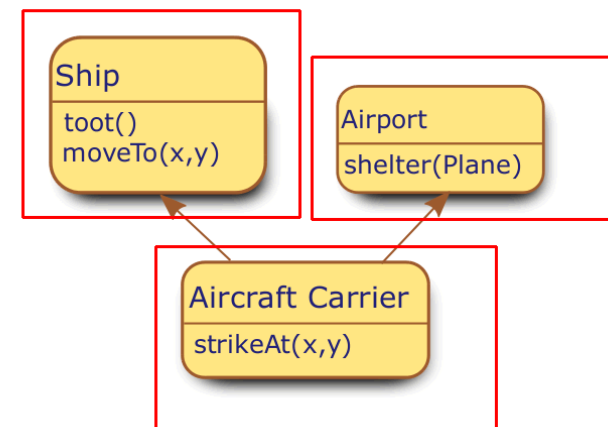 Ship
toot()
moveTo(x,y)
Airport
shelter(Plane)
Aircraft Carrier
strikeAt(x,y)